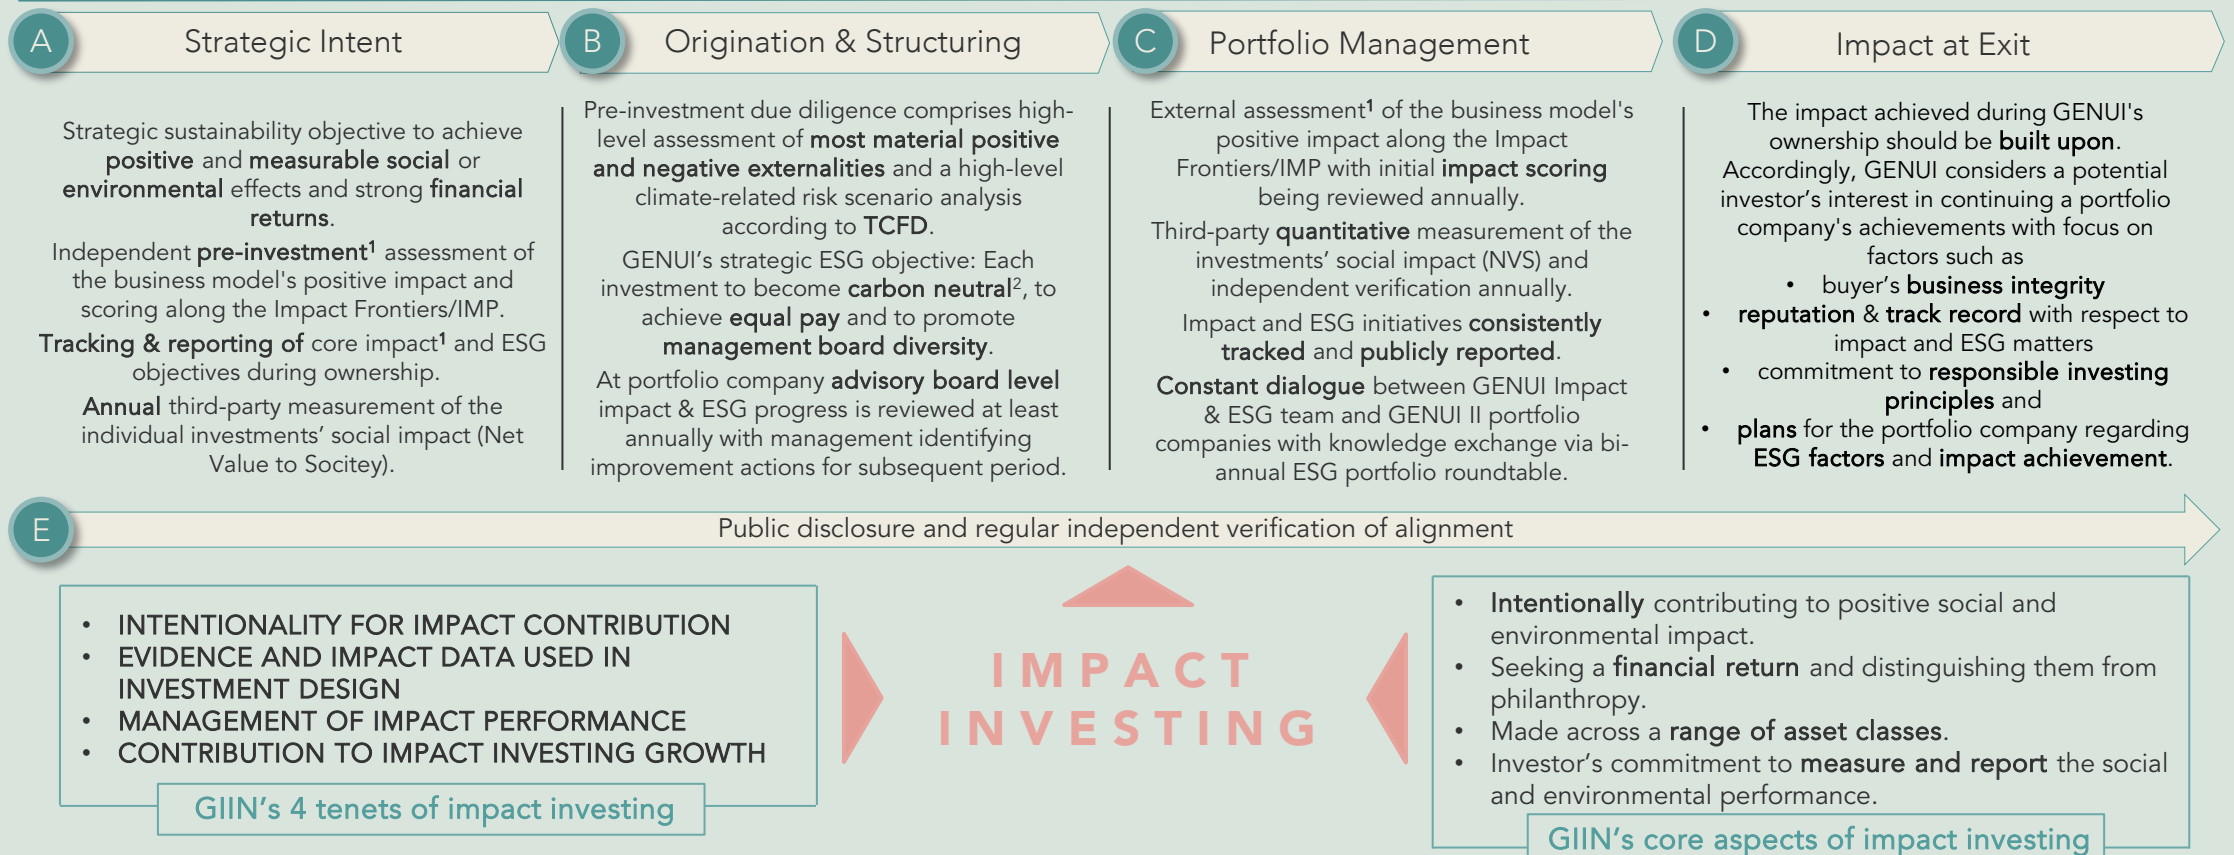 A
Strategic Intent
Strategic sustainability objective to achieve
positive and measurable social or
environmental effects and strong financial
returns.
Independent pre-investment¹ assessment of
the business model's positive impact and
scoring along the Impact Frontiers/IMP.
Tracking & reporting of core impact¹ and ESG
objectives during ownership.
Annual third-party measurement of the
individual investments’ social impact (Net
Value to Socitey).
B
Origination & Structuring
Pre-investment due diligence comprises high-
level assessment of most material positive
and negative externalities and a high-level
climate-related risk scenario analysis
according to TCFD.
GENUI’s strategic ESG objective: Each
investment to become carbon neutral², to
achieve equal pay and to promote
management board diversity.
At portfolio company advisory board level
impact & ESG progress is reviewed at least
annually with management identifying
improvement actions for subsequent period.
C
Portfolio Management
External assessment¹ of the business model's
positive impact along the Impact
Frontiers/IMP with initial impact scoring
being reviewed annually.
Third-party quantitative measurement of the
investments’ social impact (NVS) and
independent verification annually.
Impact and ESG initiatives consistently
tracked and publicly reported.
Constant dialogue between GENUI Impact
& ESG team and GENUI II portfolio
companies with knowledge exchange via bi-
annual ESG portfolio roundtable.
D
Impact at Exit
The impact achieved during GENUI's
ownership should be built upon.
Accordingly, GENUI considers a potential
investor’s interest in continuing a portfolio
company's achievements with focus on
factors such as
• buyer’s business integrity
• reputation & track record with respect to
impact and ESG matters
• commitment to responsible investing
principles and
• plans for the portfolio company regarding
ESG factors and impact achievement.
E
Public disclosure and regular independent verification of alignment
• INTENTIONALITY FOR IMPACT CONTRIBUTION
• EVIDENCE AND IMPACT DATA USED IN
INVESTMENT DESIGN
• MANAGEMENT OF IMPACT PERFORMANCE
• CONTRIBUTION TO IMPACT INVESTING GROWTH
GIIN’s 4 tenets of impact investing
IMPACT
INVESTING
• Intentionally contributing to positive social and
environmental impact.
• Seeking a financial return and distinguishing them from
philanthropy.
• Made across a range of asset classes.
• Investor’s commitment to measure and report the social
and environmental performance.
GIIN’s core aspects of impact investing